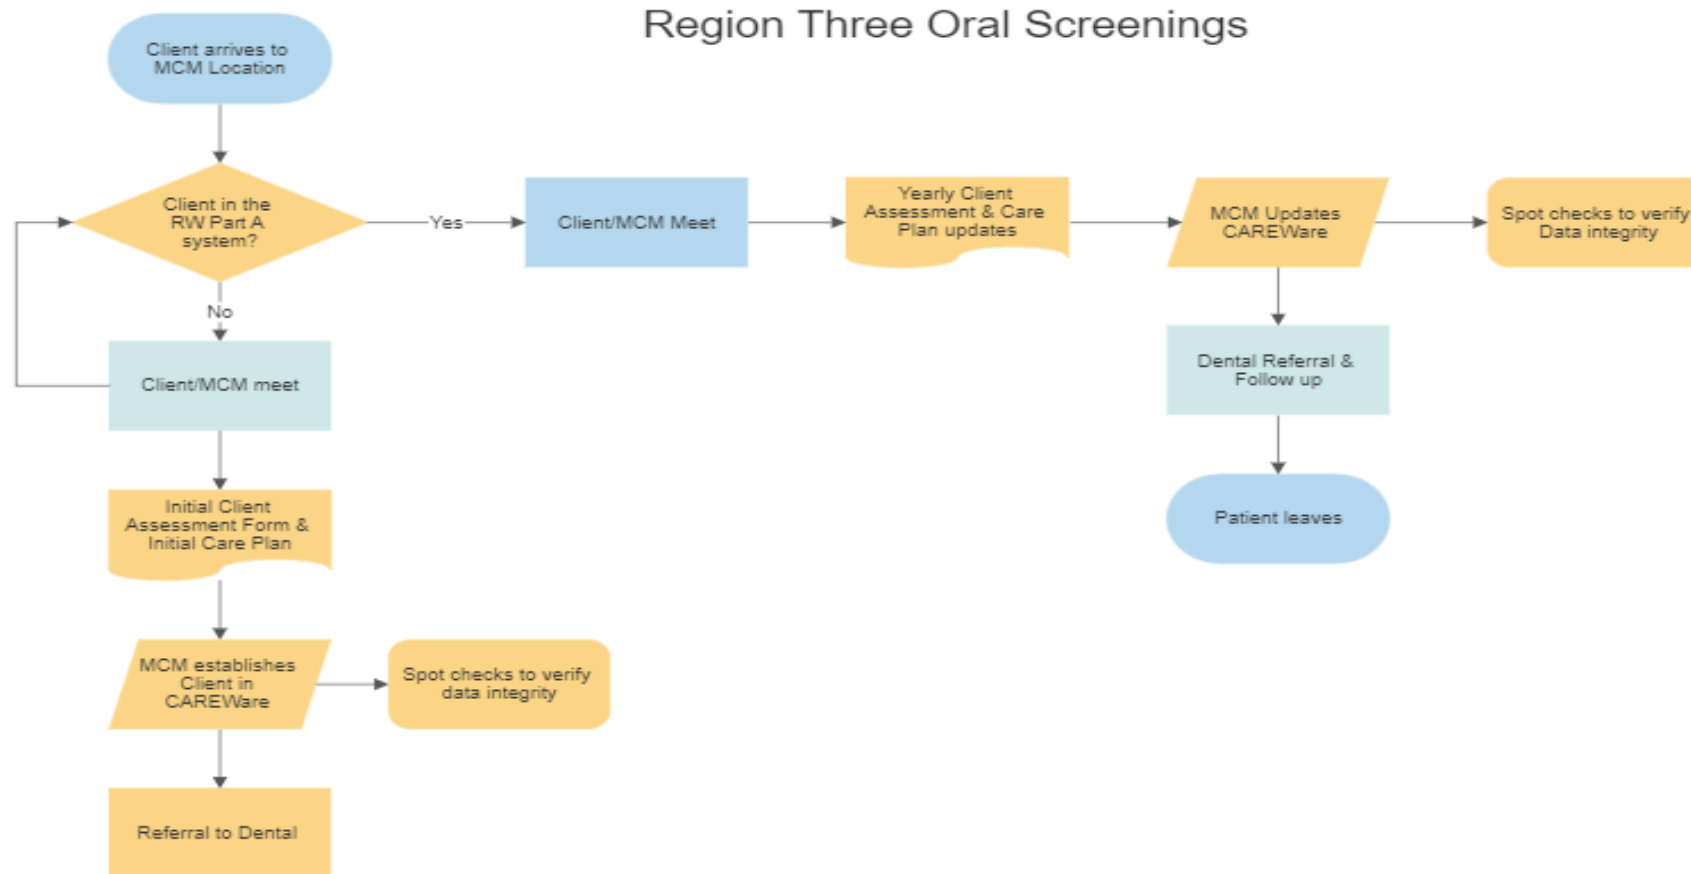 Region Three Oral Screenings
Client arrives to
MCM Location
Client in the
RW Part A
system?
Yes
Client/MCM Meet
Yearly Client
Assessment & Care
Plan updates
MCM Updates
CAREWare
Spot checks to verify
Data integrity
No
Client/MCM meet
Dental Referral &
Follow up
Initial Client
Assessment Form &
Initial Care Plan
Patient leaves
MCM establishes
Client in
CAREWare
Spot checks to verify
data integrity
Referral to Dental